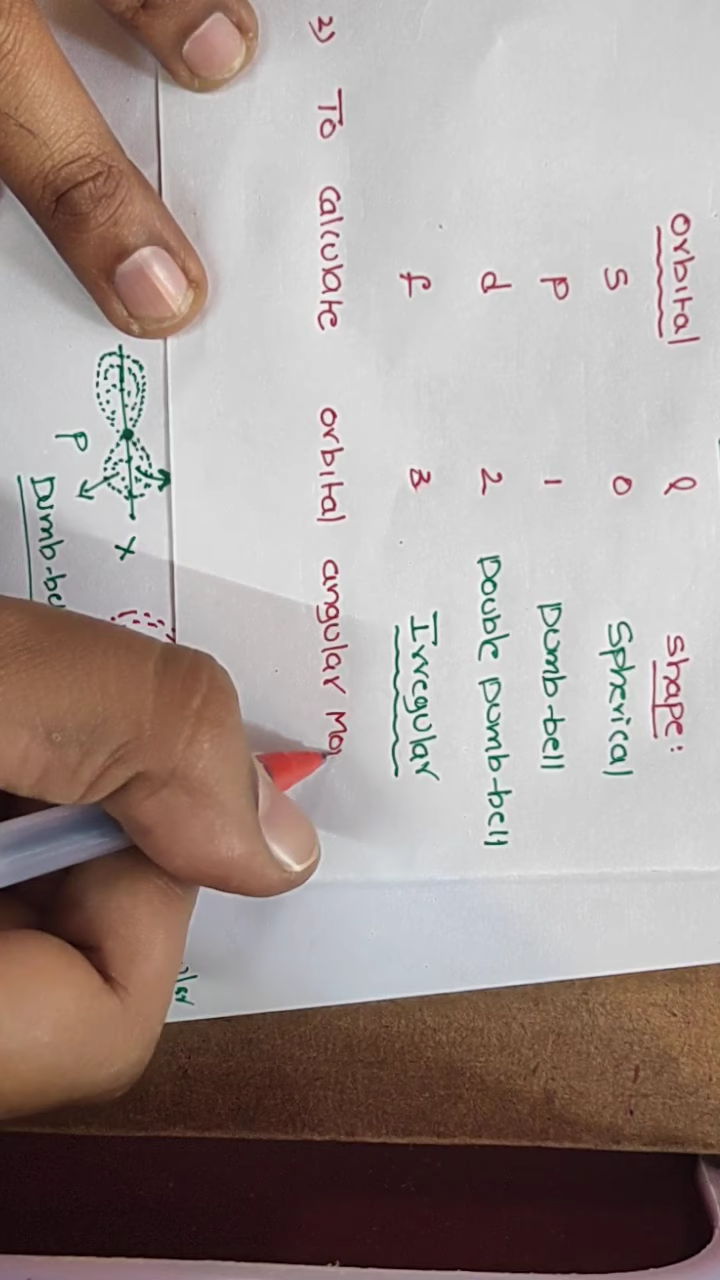 orbital l shape:
s 0 Spherical
p 1 Dumb-bell
d 2 Double Dumb-bell
f 3 Irregular
2) To calculate orbital angular Mo
x
P